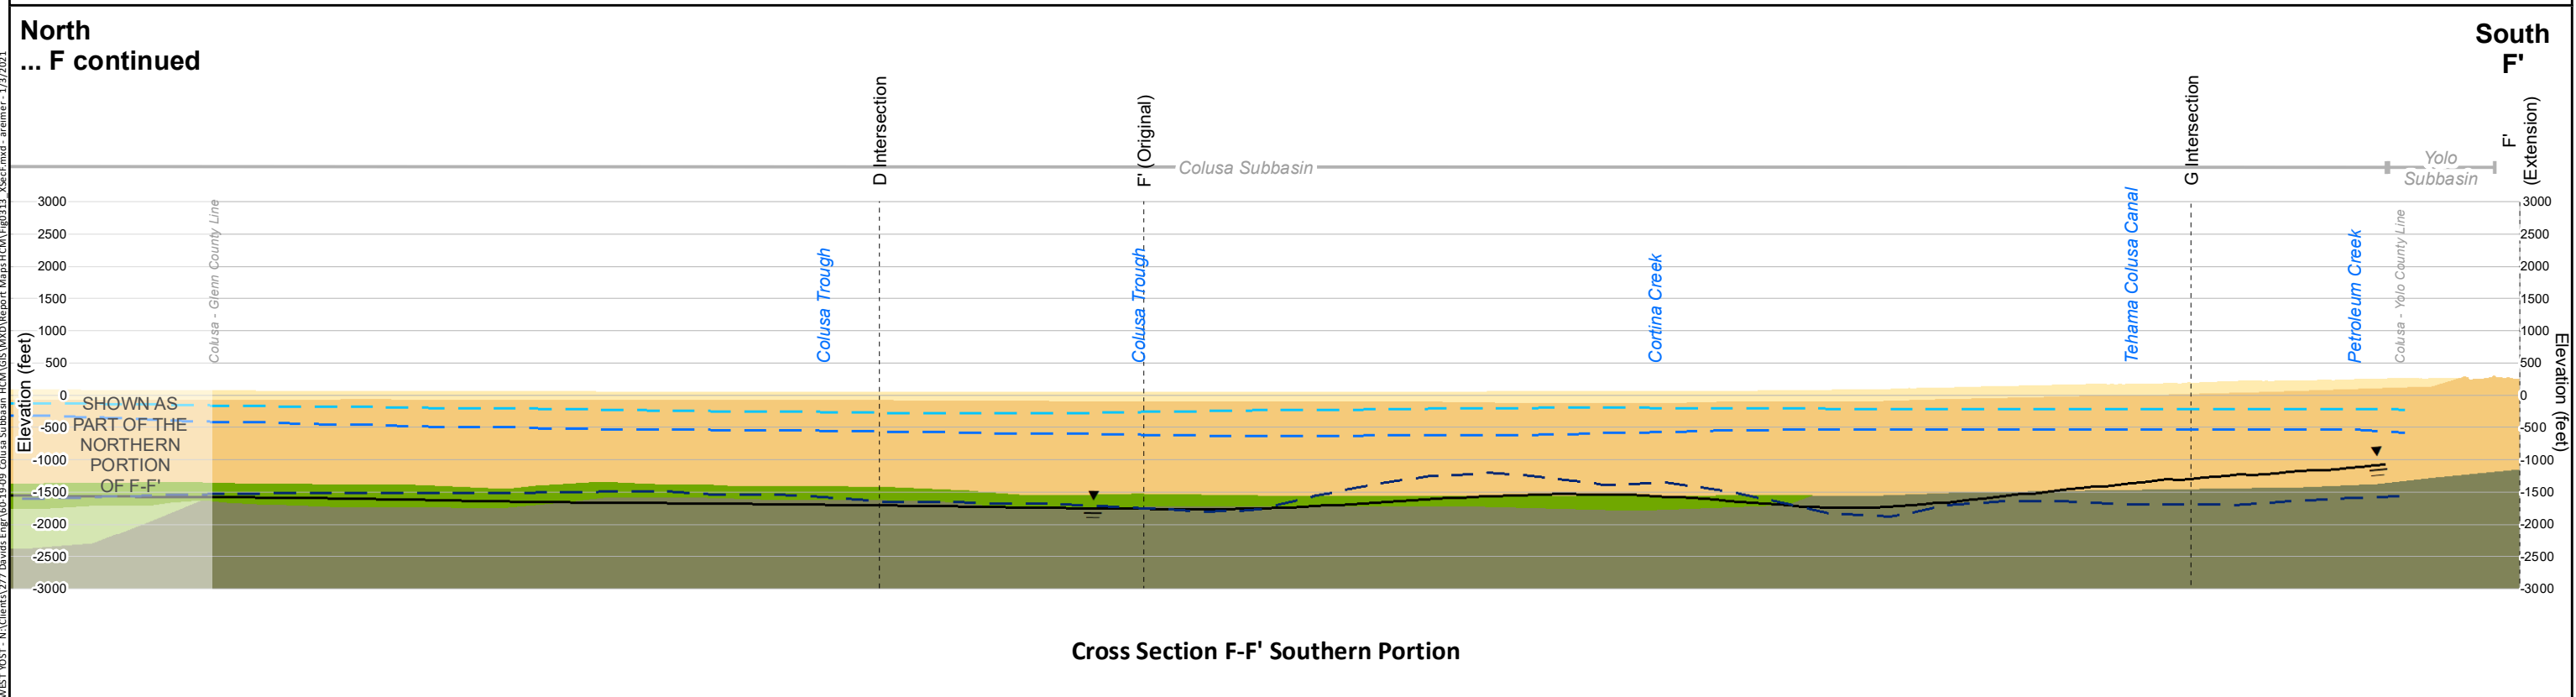 North
... F continued
South
F'
D Intersection
F' (Original)
G Intersection
F'
(Extension)
Colusa Subbasin
Yolo
Subbasin
Colusa - Glenn County Line
Colusa Trough
Colusa Trough
Cortina Creek
Tehama Colusa Canal
Petroleum Creek
Colusa - Yolo County Line
3000
2500
2000
1500
1000
500
0
-500
-1000
-1500
-2000
-2500
-3000
Elevation (feet)
SHOWN AS
PART OF THE
NORTHERN
PORTION
OF F-F'
3000
2500
2000
1500
1000
500
0
-500
-1000
-1500
-2000
-2500
-3000
Elevation (feet)
Cross Section F-F' Southern Portion